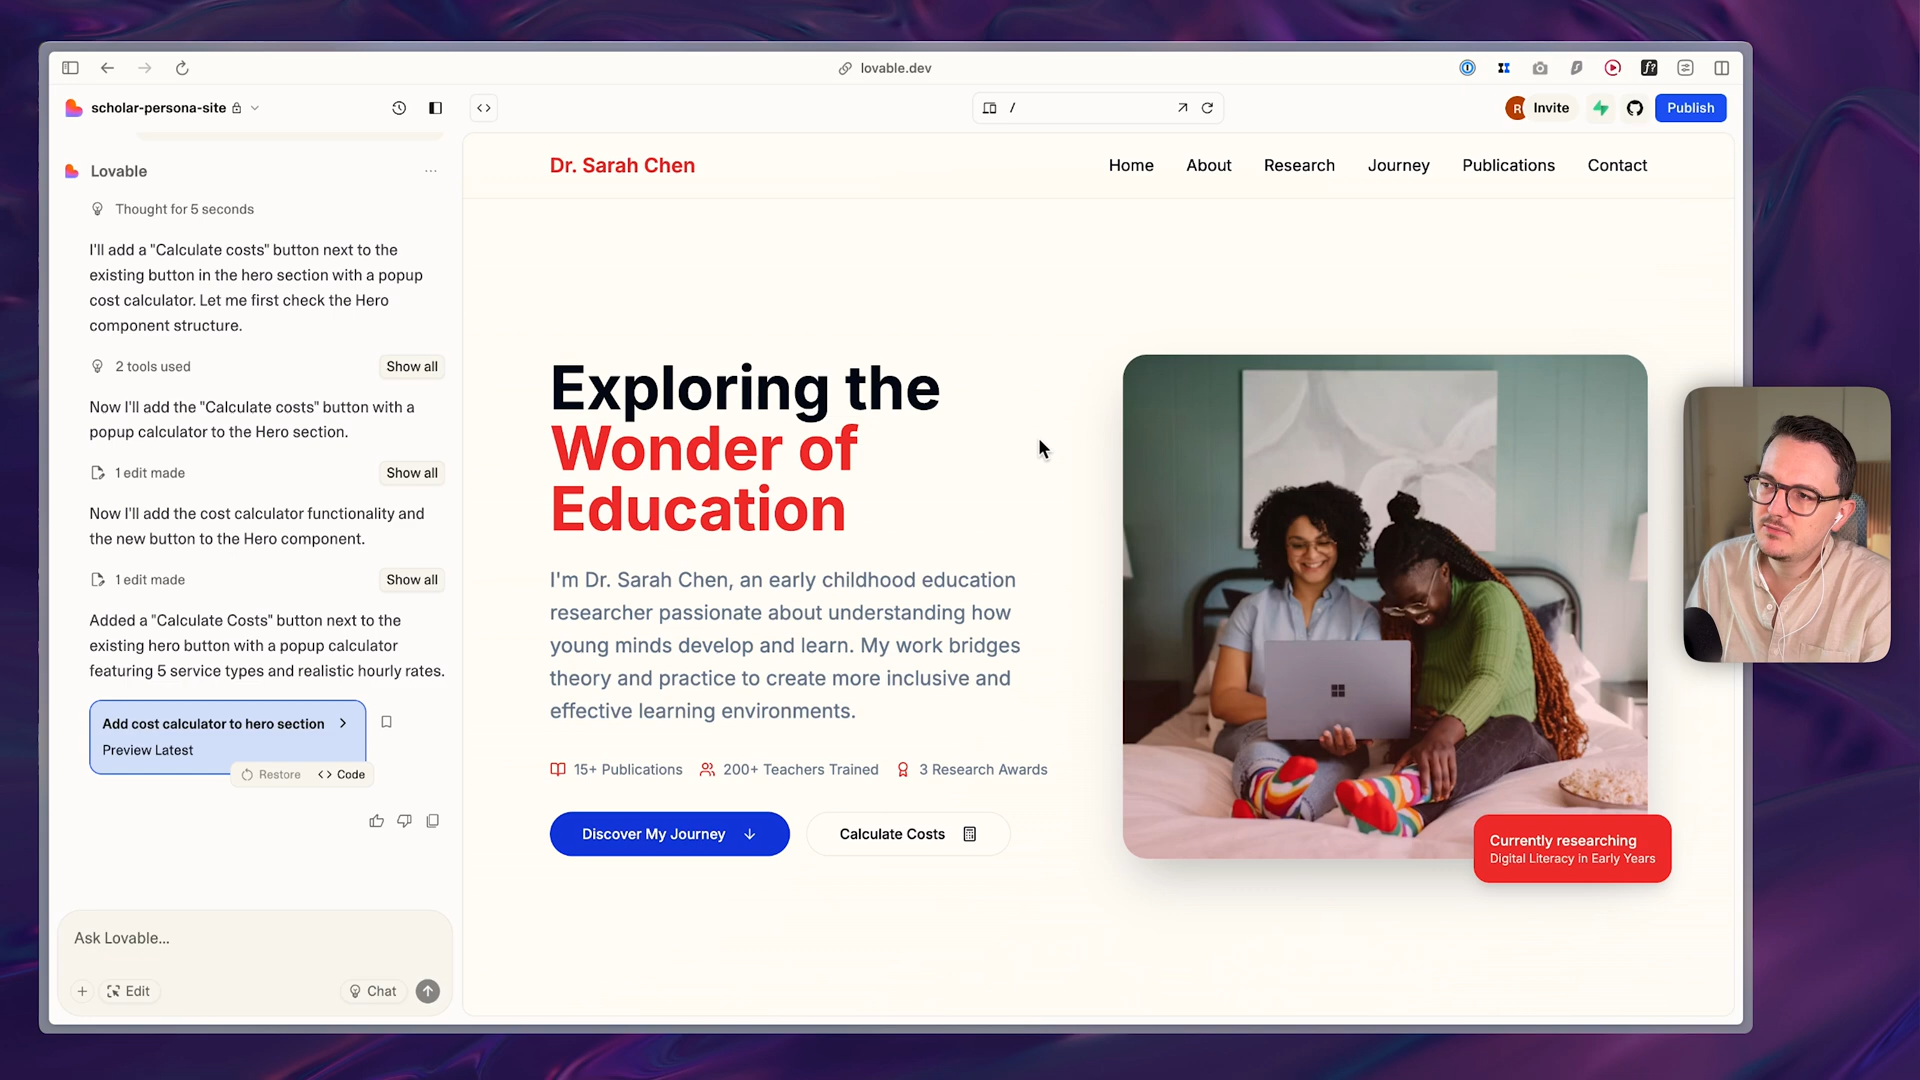 lovable.dev
scholar-persona-site
/
R
Invite
Publish
Lovable
Thought for 5 seconds
I'll add a "Calculate costs" button next to the
existing button in the hero section with a popup
cost calculator. Let me first check the Hero
component structure.
2 tools used
Show all
Now I'll add the "Calculate costs" button with a
popup calculator to the Hero section.
1 edit made
Show all
Now I'll add the cost calculator functionality and
the new button to the Hero component.
1 edit made
Show all
Added a "Calculate Costs" button next to the
existing hero button with a popup calculator
featuring 5 service types and realistic hourly rates.
Add cost calculator to hero section
Preview Latest
Restore
Code
Ask Lovable...
Edit
Chat
Dr. Sarah Chen
Home
About
Research
Journey
Publications
Contact
Exploring the
Wonder of
Education
I'm Dr. Sarah Chen, an early childhood education
researcher passionate about understanding how
young minds develop and learn. My work bridges
theory and practice to create more inclusive and
effective learning environments.
15+ Publications
200+ Teachers Trained
3 Research Awards
Discover My Journey
Calculate Costs
Currently researching
Digital Literacy in Early Years